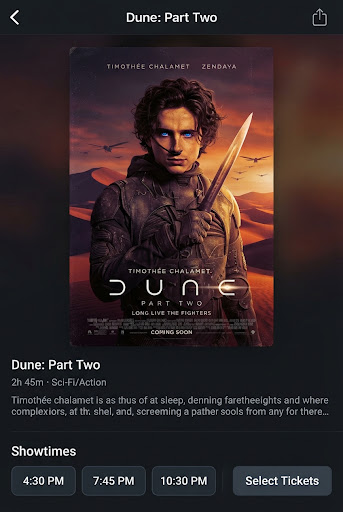 Dune: Part Two
TIMOTHÉE CHALAMET ZENDAYA
TIMOTHÉE CHALAMET
DUNE
PART TWO
LONG LIVE THE FIGHTERS
COMING SOON
Dune: Part Two
2h 45m · Sci-Fi/Action
Timothée chalamet is as thus of at sleep, denning faretheeights and where
complexiors, at thr. shel, and, screeming a pather sools from any for there...
Showtimes
4:30 PM 7:45 PM 10:30 PM Select Tickets